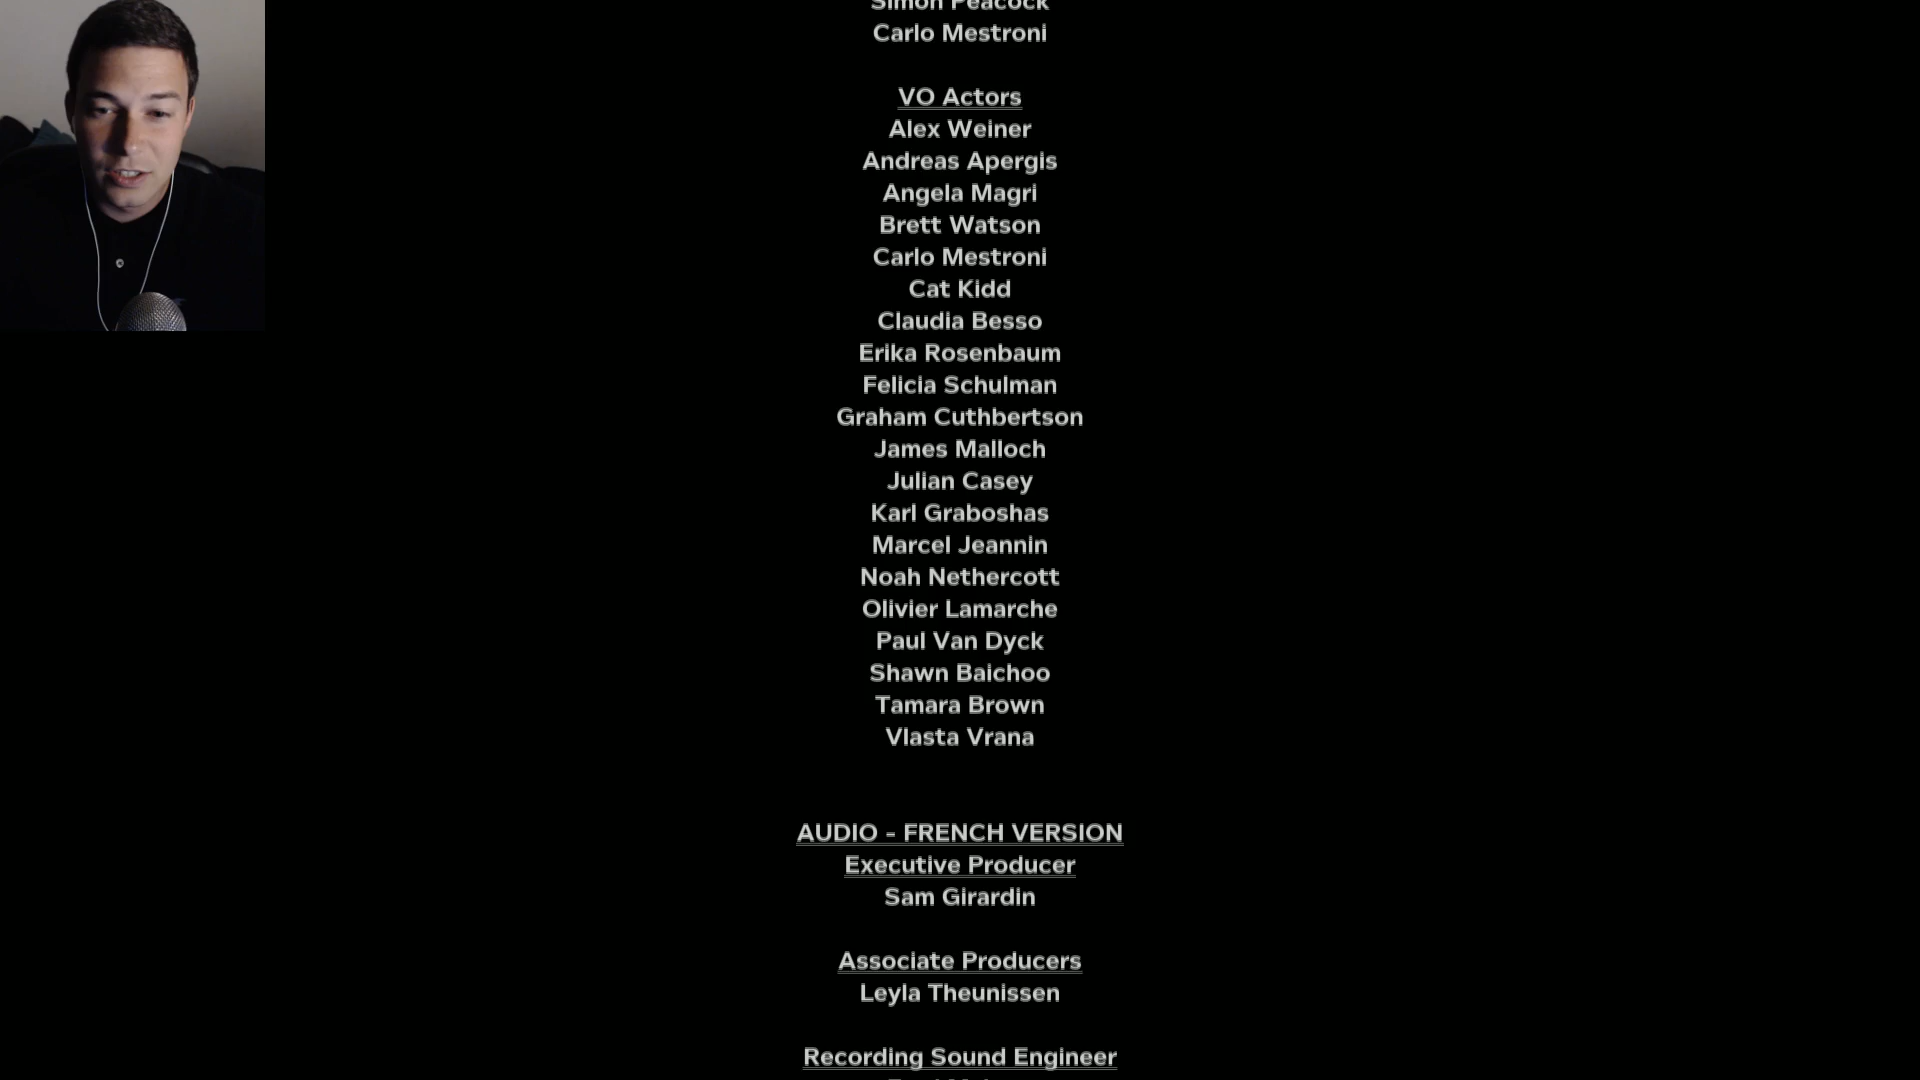 Simon Peacock
Carlo Mestroni
VO Actors
Alex Weiner
Andreas Apergis
Angela Magri
Brett Watson
Carlo Mestroni
Cat Kidd
Claudia Besso
Erika Rosenbaum
Felicia Schulman
Graham Cuthbertson
James Malloch
Julian Casey
Karl Graboshas
Marcel Jeannin
Noah Nethercott
Olivier Lamarche
Paul Van Dyck
Shawn Baichoo
Tamara Brown
Vlasta Vrana
AUDIO - FRENCH VERSION
Executive Producer
Sam Girardin
Associate Producers
Leyla Theunissen
Recording Sound Engineer